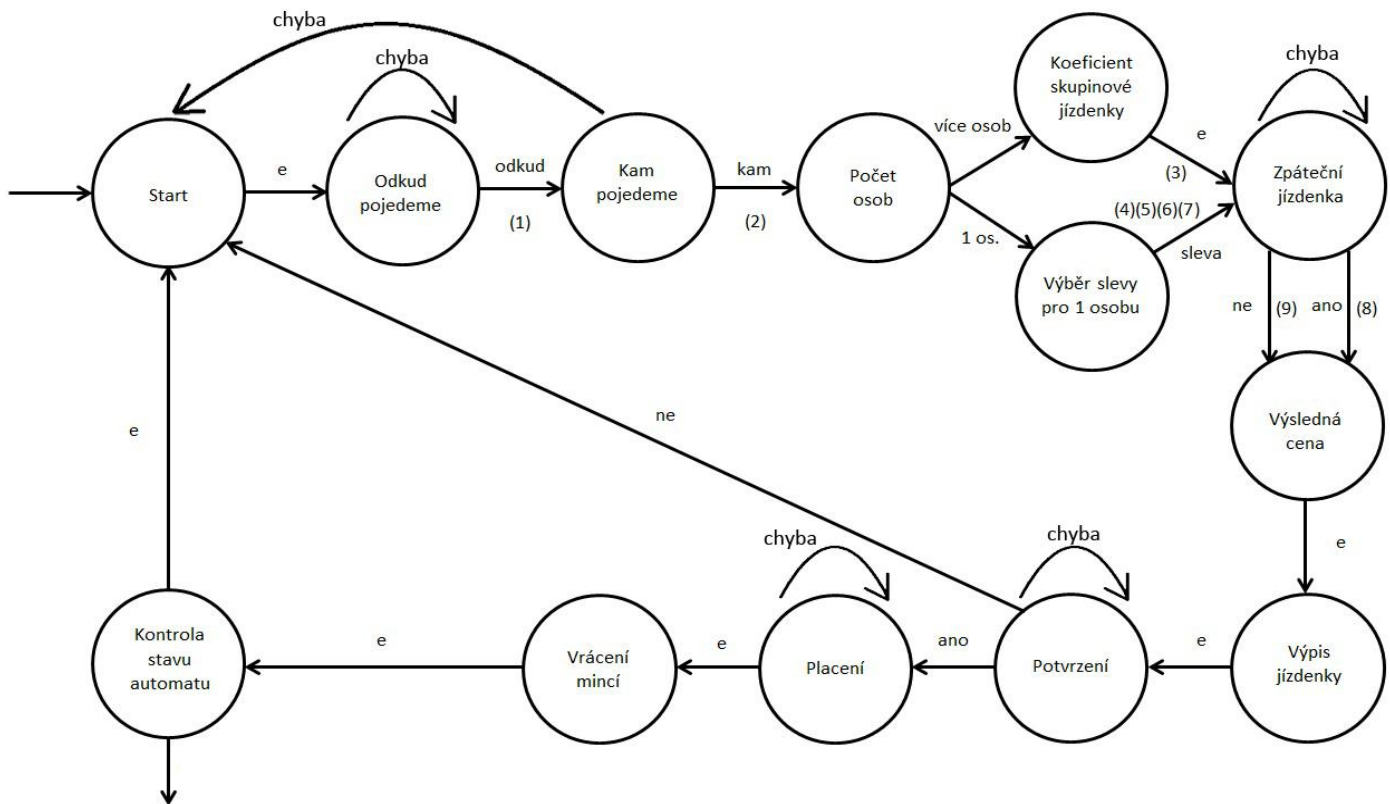 chyba
chyba
chyba
Start
e
Odkud
pojedeme
odkud
(1)
Kam
pojedeme
kam
(2)
Počet
osob
více osob
1 os.
Koeficient
skupinové
jízdenky
e
(3)
Výběr slevy
pro 1 osobu
(4)(5)(6)(7)
sleva
Zpáteční
jízdenka
ne
(9)
ano
(8)
Výsledná
cena
e
Výpis
jízdenky
e
chyba
Potvrzení
ne
ano
chyba
Placení
e
Vrácení
mincí
e
Kontrola
stavu
automatu
e